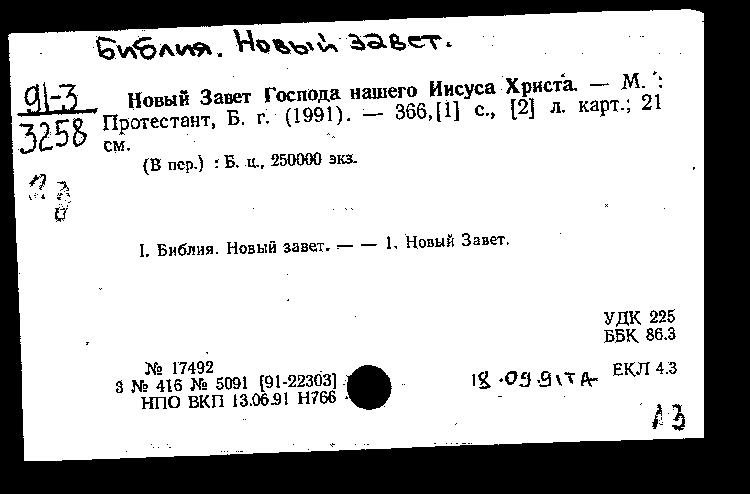 Библия. Новый завет.
91-3
3258
Новый Завет Господа нашего Иисуса Христа. — М. :
Протестант, Б. г. (1991). — 366,[1] с., [2] л. карт.; 21
см.
(В пер.) : Б. ц., 250000 экз.
I. Библия. Новый завет. — — 1. Новый Завет.
УДК 225
ББК 86.3
№ 17492
З № 416 № 5091 [91-22303]
НПО ВКП 13.06.91 Н766
18.09.91
ЕКЛ 4.3